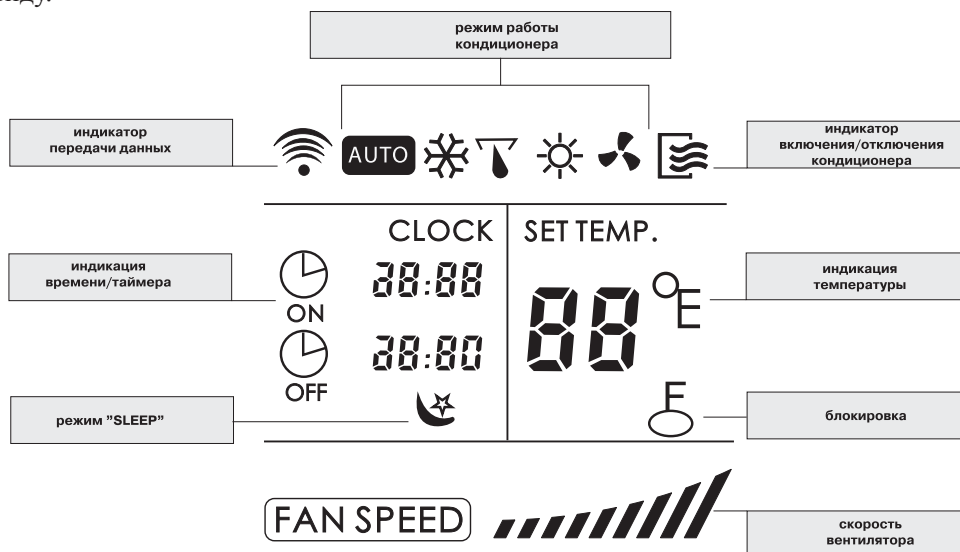 нду.
режим работы
кондиционера
индикатор
передачи данных
AUTO
индикатор
включения/отключения
кондиционера
CLOCK
SET TEMP.
индикация
времени/таймера
ON
88:88
88
°E
индикация
температуры
OFF
88:80
режим "SLEEP"
F
блокировка
FAN SPEED
скорость
вентилятора